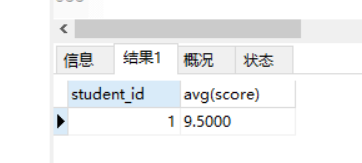 信息 结果1 概况 状态
student_id avg(score)
1 9.5000